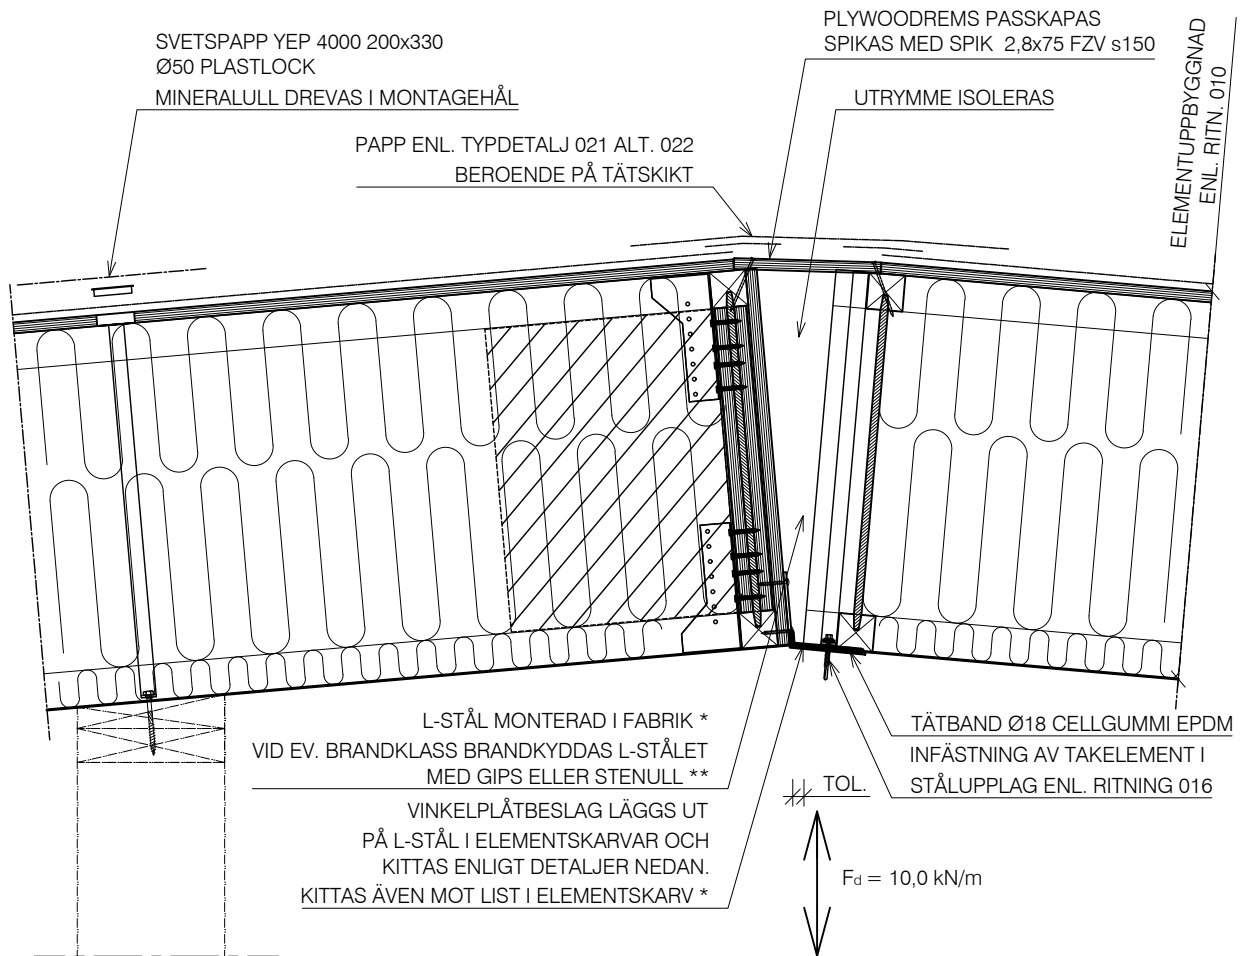 SVETSPAPP YEP 4000 200x330
Ø50 PLASTLOCK
MINERALULL DREVAS I MONTAGEHÅL
PLYWOODREMS PASSKAPAS
SPIKAS MED SPIK 2,8x75 FZV s150
UTRYMME ISOLERAS
PAPP ENL. TYPDETALJ 021 ALT. 022
BEROENDE PÅ TÄTSKIKT
ELEMENTUPPBYGGNAD
ENL. RITN. 010
L-STÅL MONTERAD I FABRIK *
VID EV. BRANDKLASS BRANDKYDDAS L-STÅLET
MED GIPS ELLER STENULL **
VINKELPLÅTBESLAG LÄGGS UT
PÅ L-STÅL I ELEMENTSKARVAR OCH
KITTAS ENLIGT DETALJER NEDAN.
KITTAS ÄVEN MOT LIST I ELEMENTSKARV *
TÄTBAND Ø18 CELLGUMMI EPDM
INFÄSTNING AV TAKELEMENT I
STÅLUPPLAG ENL. RITNING 016
TOL.
Fd = 10,0 kN/m